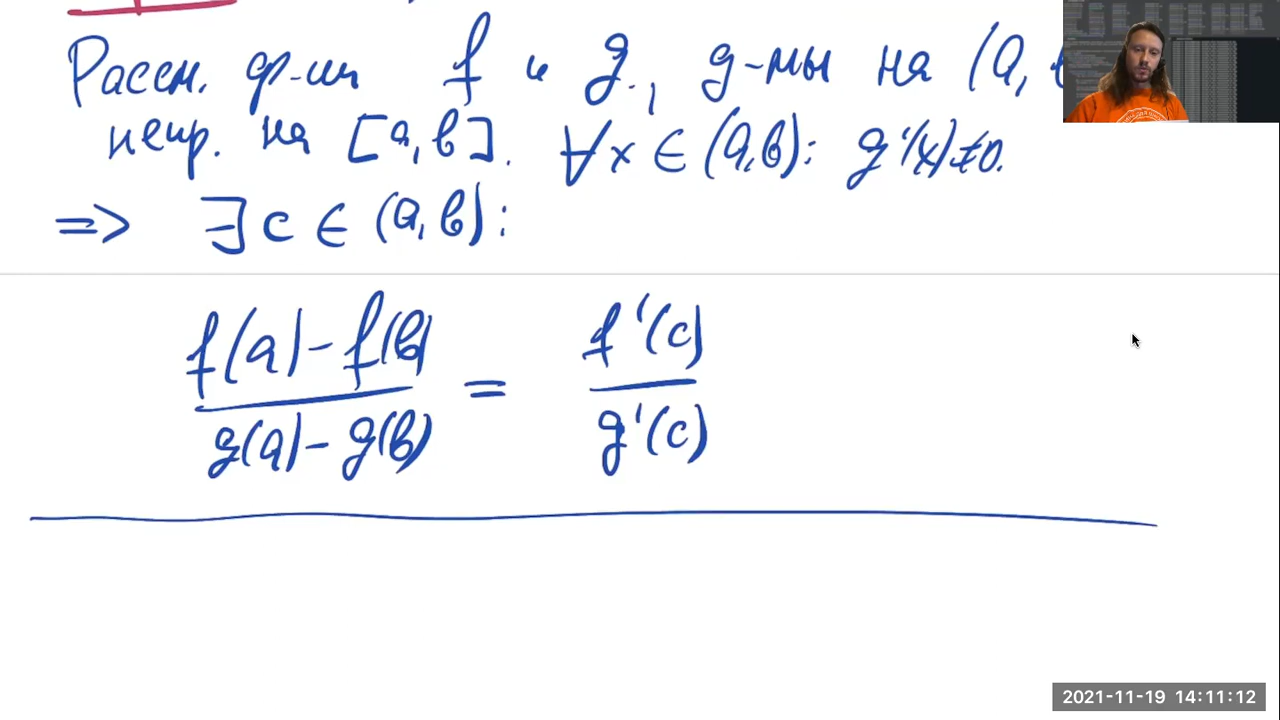 Рассм. ф-ии f и g, д-мы на (a,
непр. на [a,b]. ∀x ∈ (a,b): g'(x)≠0.
=> ∃ c ∈ (a,b):
f(a)-f(b)
g(a)-g(b)
=
f'(c)
g'(c)
2021-11-19 14:11:12